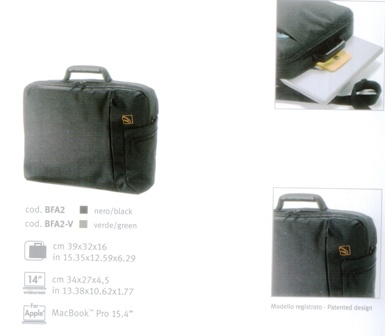 cod. BFA2 nero/black
cod. BFA2-V verde/green
cm 39x32x16
in 15.35x12.59x6.29
14"
widescreen
cm 34x27x4,5
in 13.38x10.62x1.77
For
Apple
MacBook™ Pro 15.4"
Modello registrato - Patented design